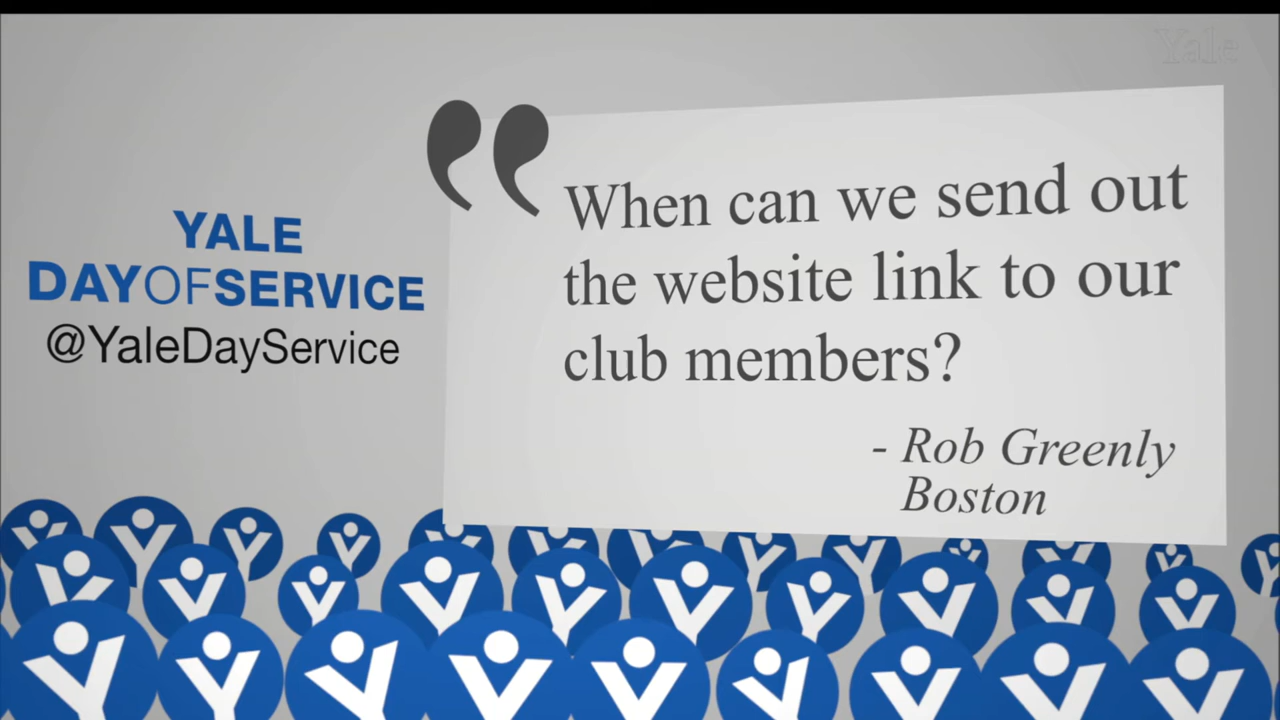 Yale
YALE
DAYOFSERVICE
@YaleDayService
When can we send out
the website link to our
club members?
- Rob Greenly
Boston